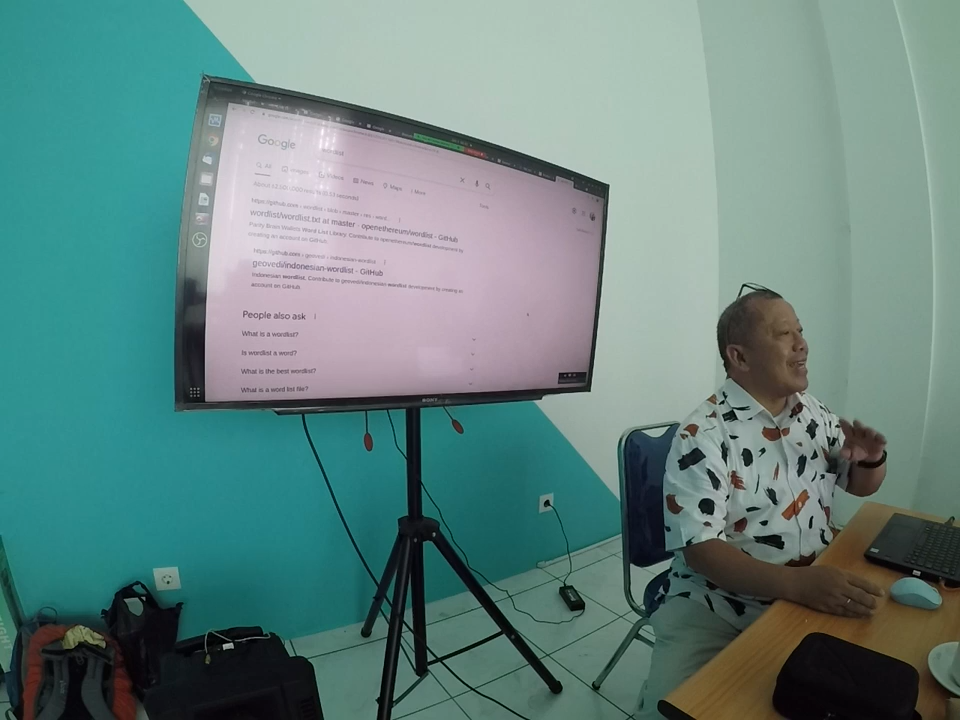 Google
wordlist
All
Images
Videos
News
Maps
More
Tools
https://github.com › wordlist › blob › master › res › word...
wordlist/wordlist.txt at master · openethereum/wordlist - GitHub
Parity Brain Wallets Word List Library. Contribute to openethereum/wordlist development by
creating an account on GitHub.
https://github.com › geovedi › indonesian-wordlist
geovedi/indonesian-wordlist - GitHub
Indonesian wordlist. Contribute to geovedi/indonesian-wordlist development by creating an
account on GitHub.
People also ask
What is a wordlist?
Is wordlist a word?
What is the best wordlist?
What is a word list file?
SONY